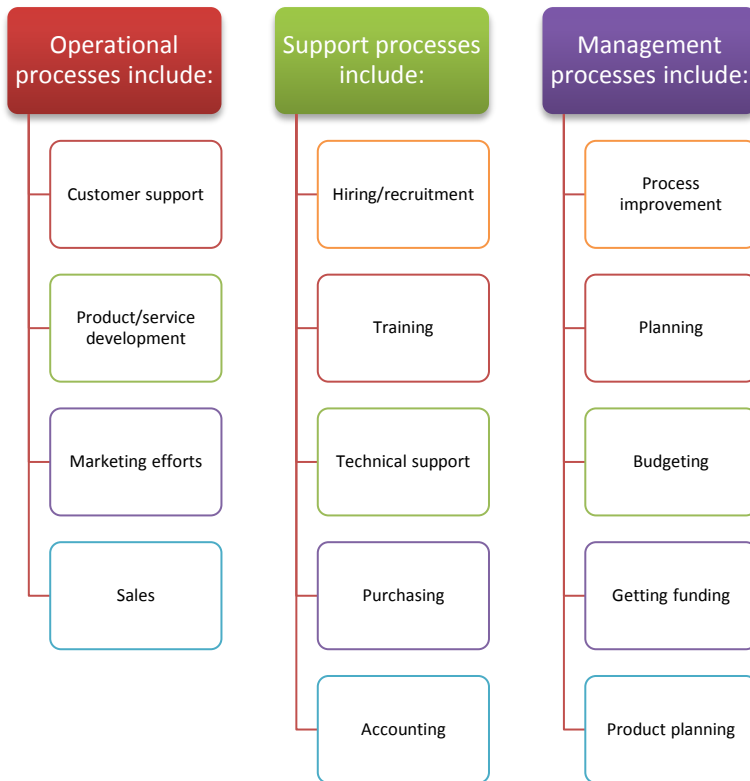 Operational
processes include:
Customer support
Product/service
development
Marketing efforts
Sales
Support processes
include:
Hiring/recruitment
Training
Technical support
Purchasing
Accounting
Management
processes include:
Process
improvement
Planning
Budgeting
Getting funding
Product planning